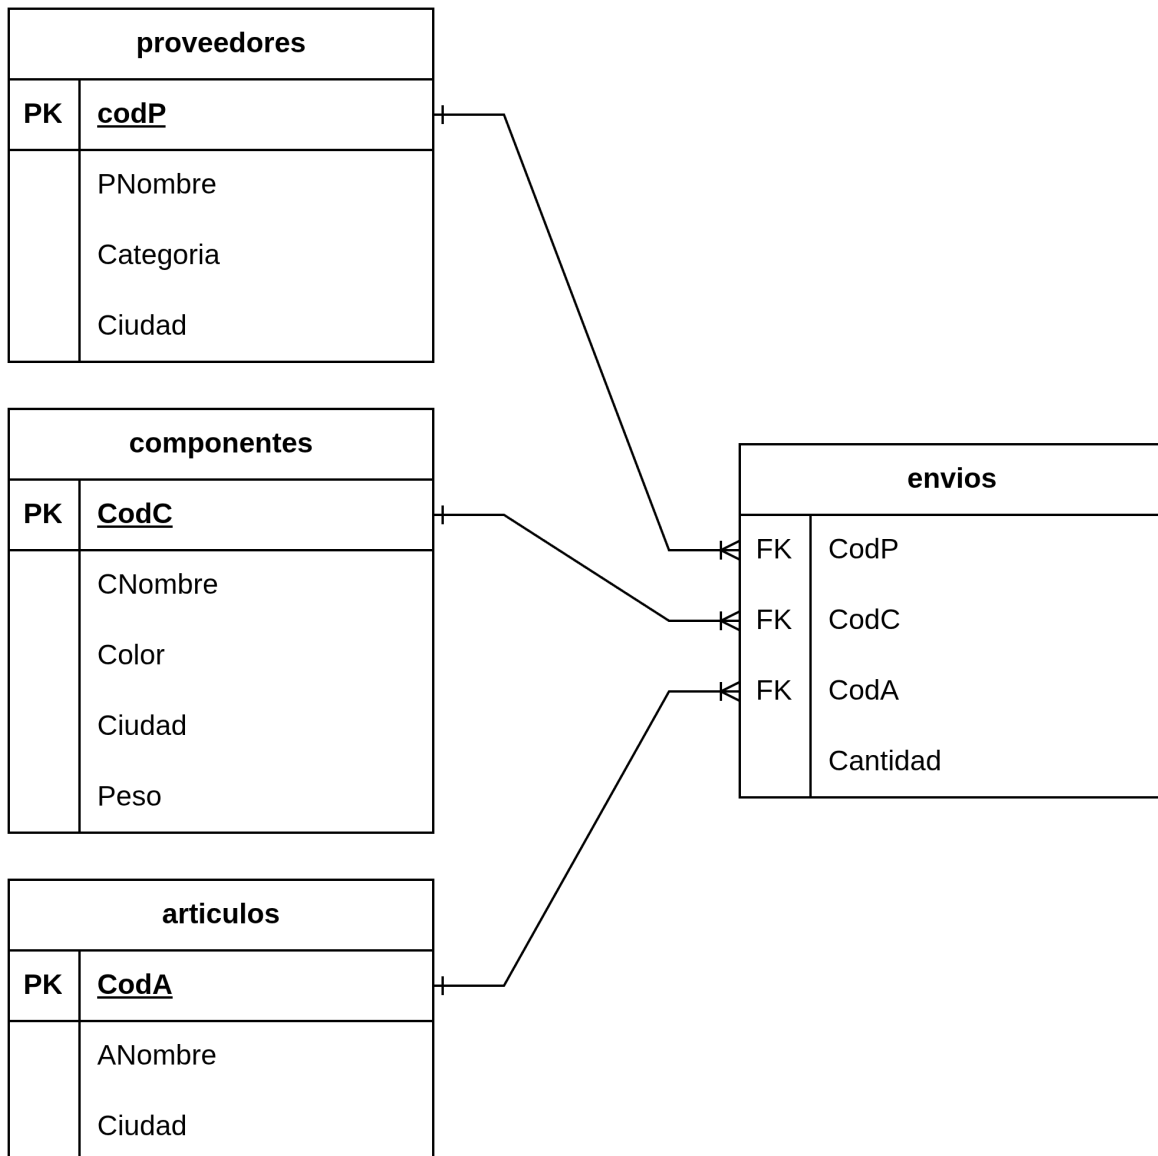 proveedores
PK codP
PNombre
Categoria
Ciudad
componentes
PK CodC
CNombre
Color
Ciudad
Peso
articulos
PK CodA
ANombre
Ciudad
envios
FK CodP
FK CodC
FK CodA
Cantidad